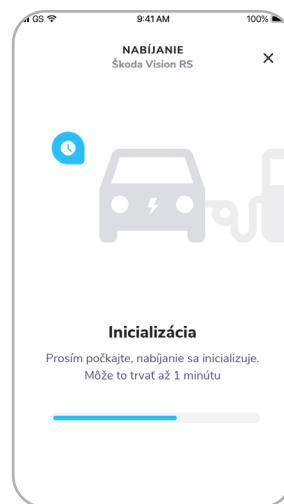 GS 9:41 AM 100%
NABÍJANIE
Škoda Vision RS
Inicializácia
Prosím počkajte, nabíjanie sa inicializuje.
Môže to trvať až 1 minútu